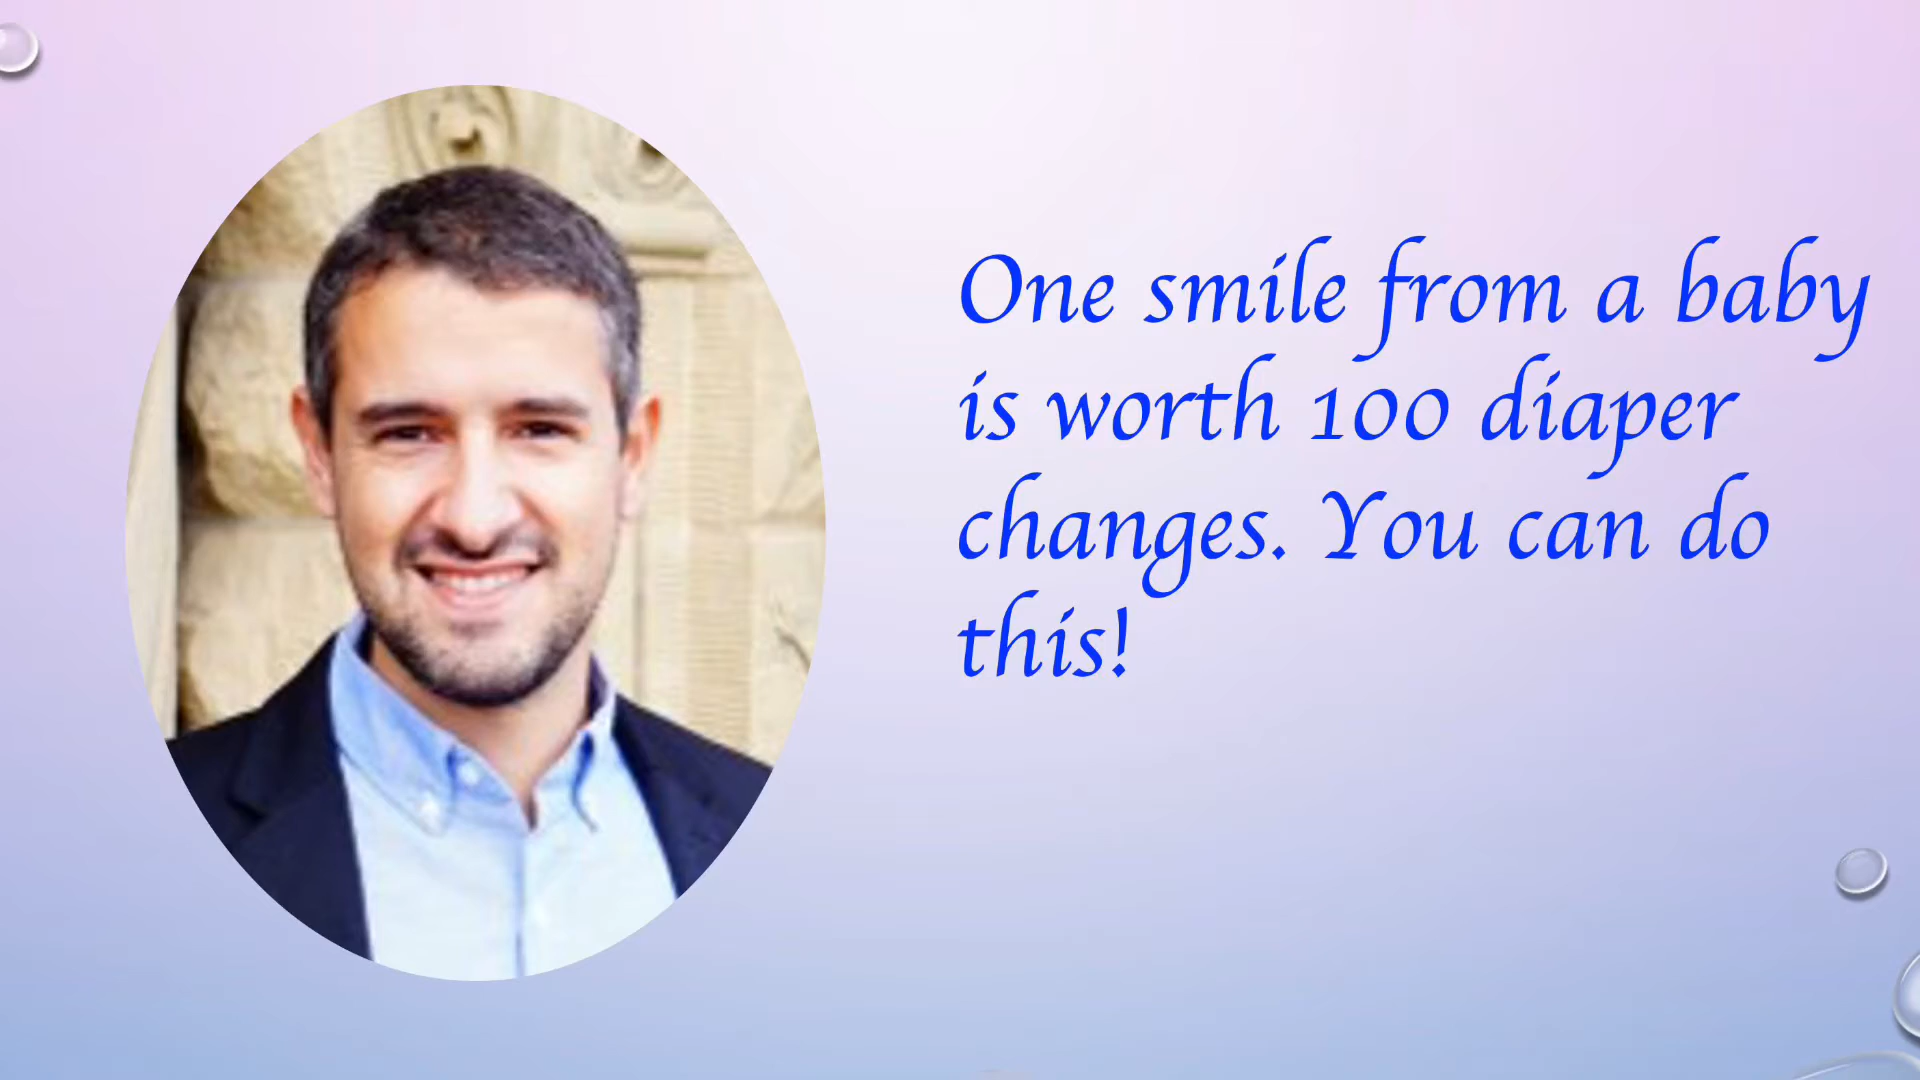 One smile from a baby
is worth 100 diaper
changes. You can do
this!